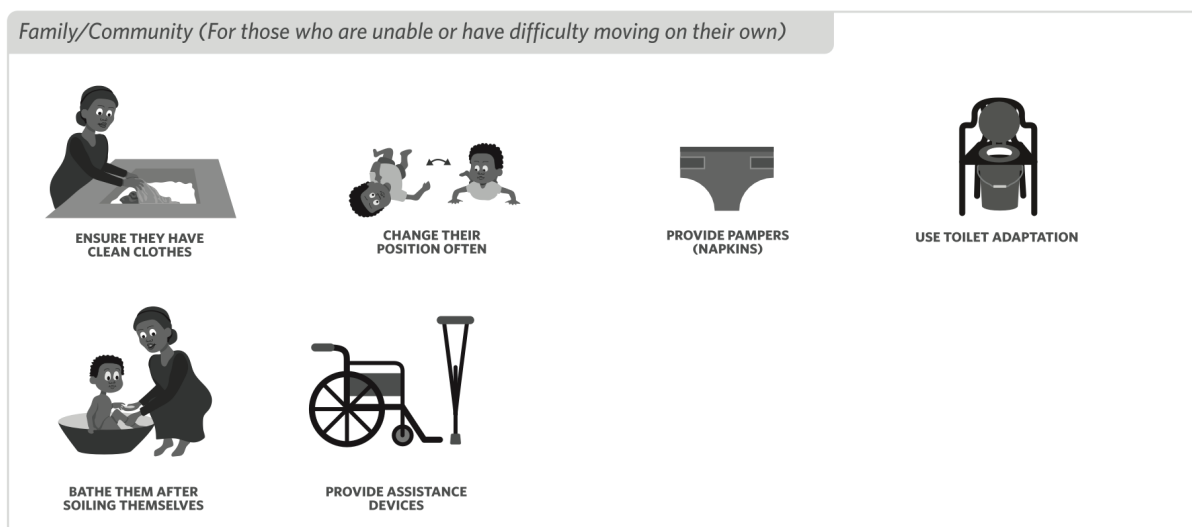 Family/Community (For those who are unable or have difficulty moving on their own)
ENSURE THEY HAVE
CLEAN CLOTHES
CHANGE THEIR
POSITION OFTEN
PROVIDE PAMPERS
(NAPKINS)
USE TOILET ADAPTATION
BATHE THEM AFTER
SOILING THEMSELVES
PROVIDE ASSISTANCE
DEVICES